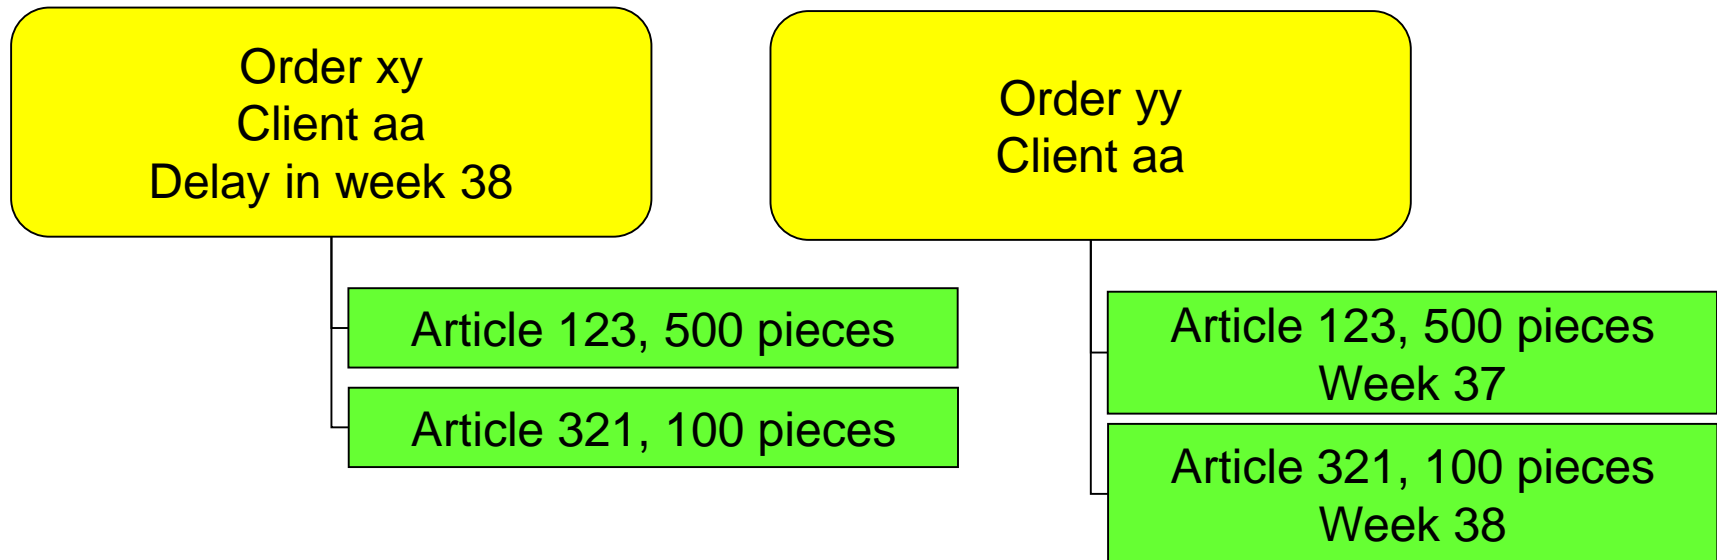 Order xy
Client aa
Delay in week 38
Article 123, 500 pieces
Article 321, 100 pieces
Order yy
Client aa
Article 123, 500 pieces
Week 37
Article 321, 100 pieces
Week 38